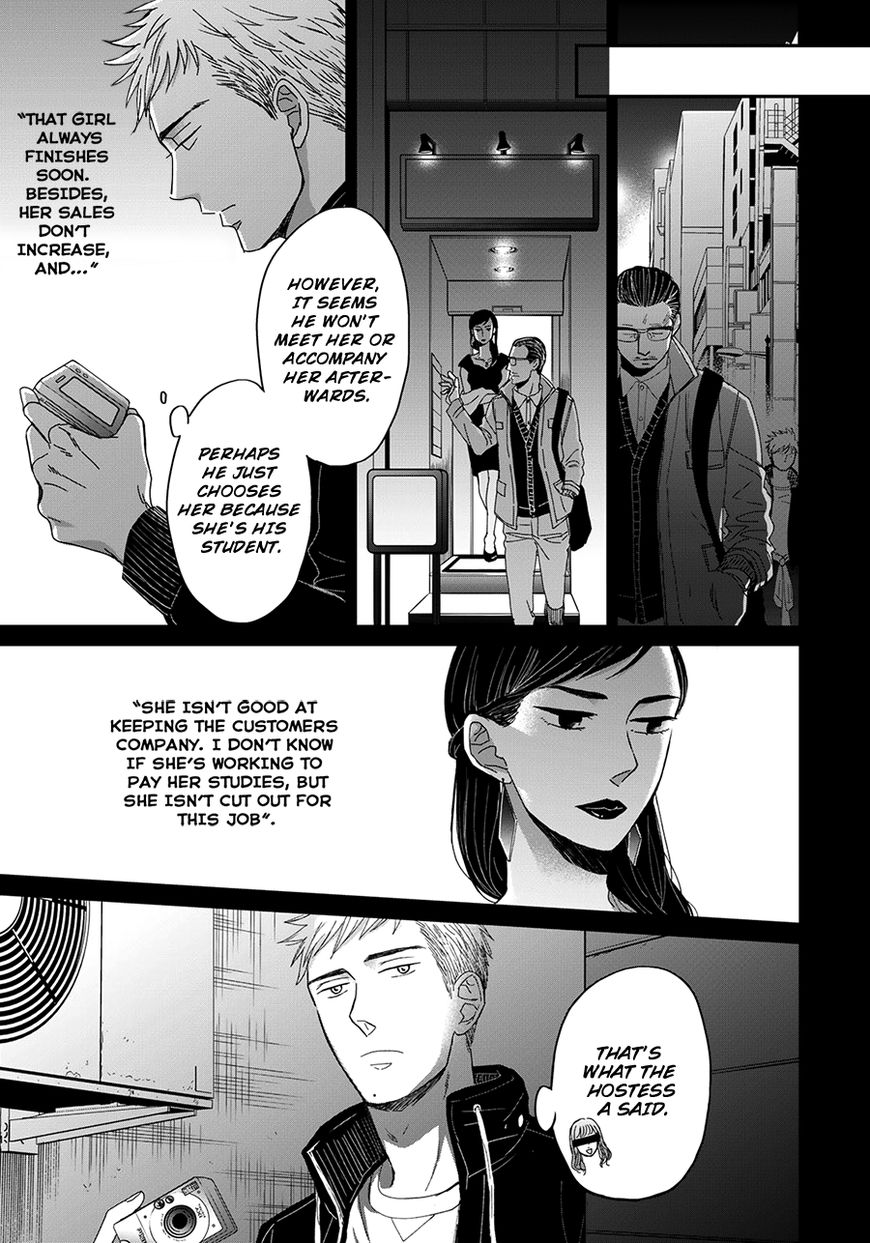 HOWEVER,
IT SEEMS
HE WON'T
MEET HER OR
ACCOMPANY
HER AFTER-
WARDS.
PERHAPS
HE JUST
CHOOSES
HER BECAUSE
SHE'S HIS
STUDENT.
"THAT GIRL
ALWAYS
FINISHES
SOON.
BESIDES,
HER SALES
DON'T
INCREASE,
AND..."
"SHE ISN'T GOOD AT
KEEPING THE CUSTOMERS
COMPANY. I DON'T KNOW
IF SHE'S WORKING TO
PAY HER STUDIES, BUT
SHE ISN'T CUT OUT FOR
THIS JOB".
THAT'S
WHAT THE
HOSTESS
A SAID.